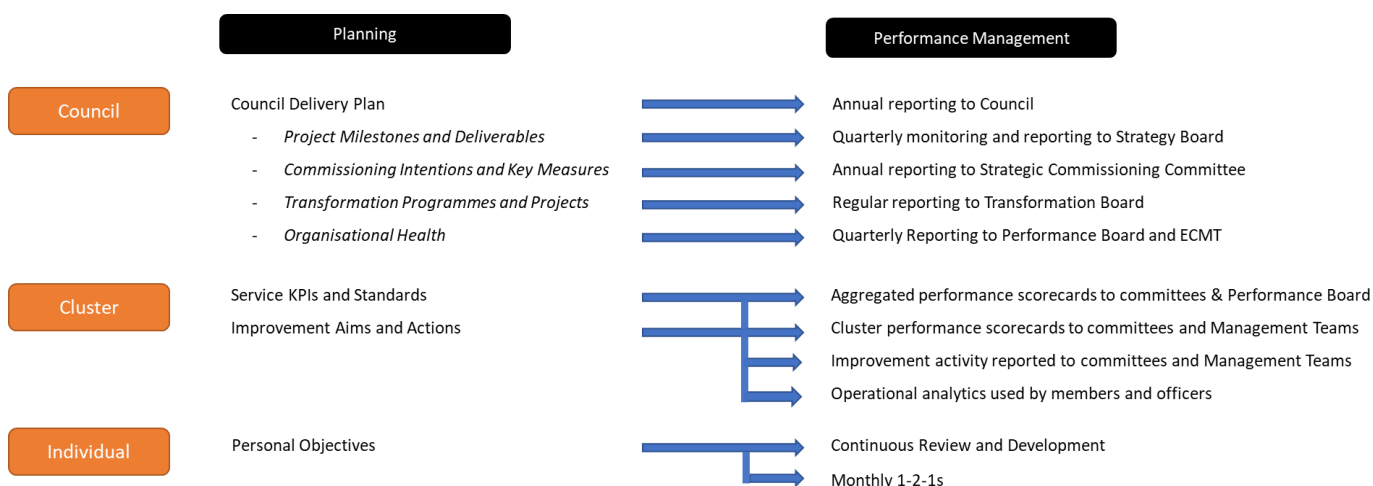 Planning
Performance Management
Council
Council Delivery Plan
Annual reporting to Council
- Project Milestones and Deliverables
Quarterly monitoring and reporting to Strategy Board
- Commissioning Intentions and Key Measures
Annual reporting to Strategic Commissioning Committee
- Transformation Programmes and Projects
Regular reporting to Transformation Board
- Organisational Health
Quarterly Reporting to Performance Board and ECMT
Cluster
Service KPIs and Standards
Aggregated performance scorecards to committees & Performance Board
Improvement Aims and Actions
Cluster performance scorecards to committees and Management Teams
Improvement activity reported to committees and Management Teams
Operational analytics used by members and officers
Individual
Personal Objectives
Continuous Review and Development
Monthly 1-2-1s